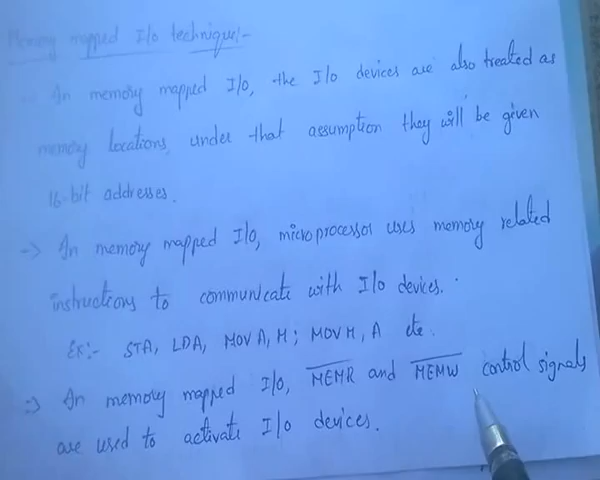 Memory mapped I/o technique:-
In memory mapped I/o, the I/o devices are also treated as
memory locations, under that assumption they will be given
16-bit addresses.
-> In memory mapped I/o, microprocessor uses memory related
instructions to communicate with I/o devices.
Ex:- STA, LDA, MOV A, M; MOV M, A etc.
=> In memory mapped I/o, M̅E̅M̅R̅ and M̅E̅M̅W̅ control signals
are used to activate I/o devices.